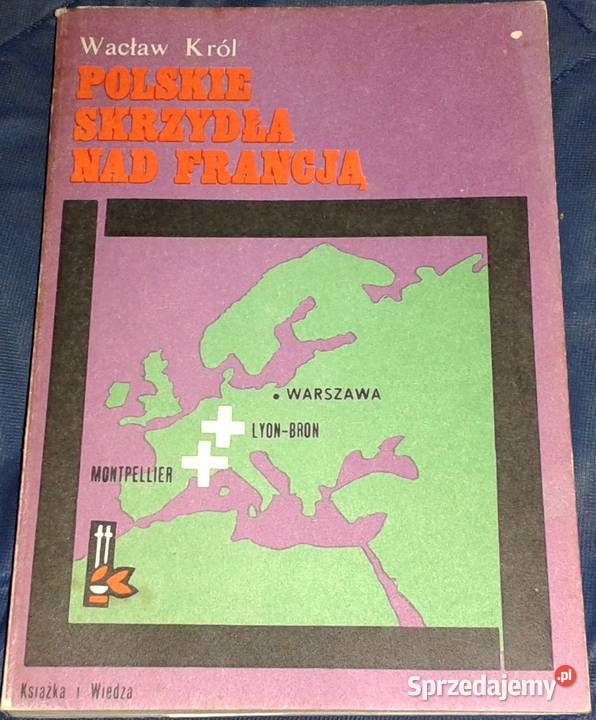 Wacław Król
POLSKIE
SKRZYDŁA
NAD FRANCJĄ
WARSZAWA
LYON-BRON
MONTPELLIER
Książka i Wiedza
Sprzedajemy.pl